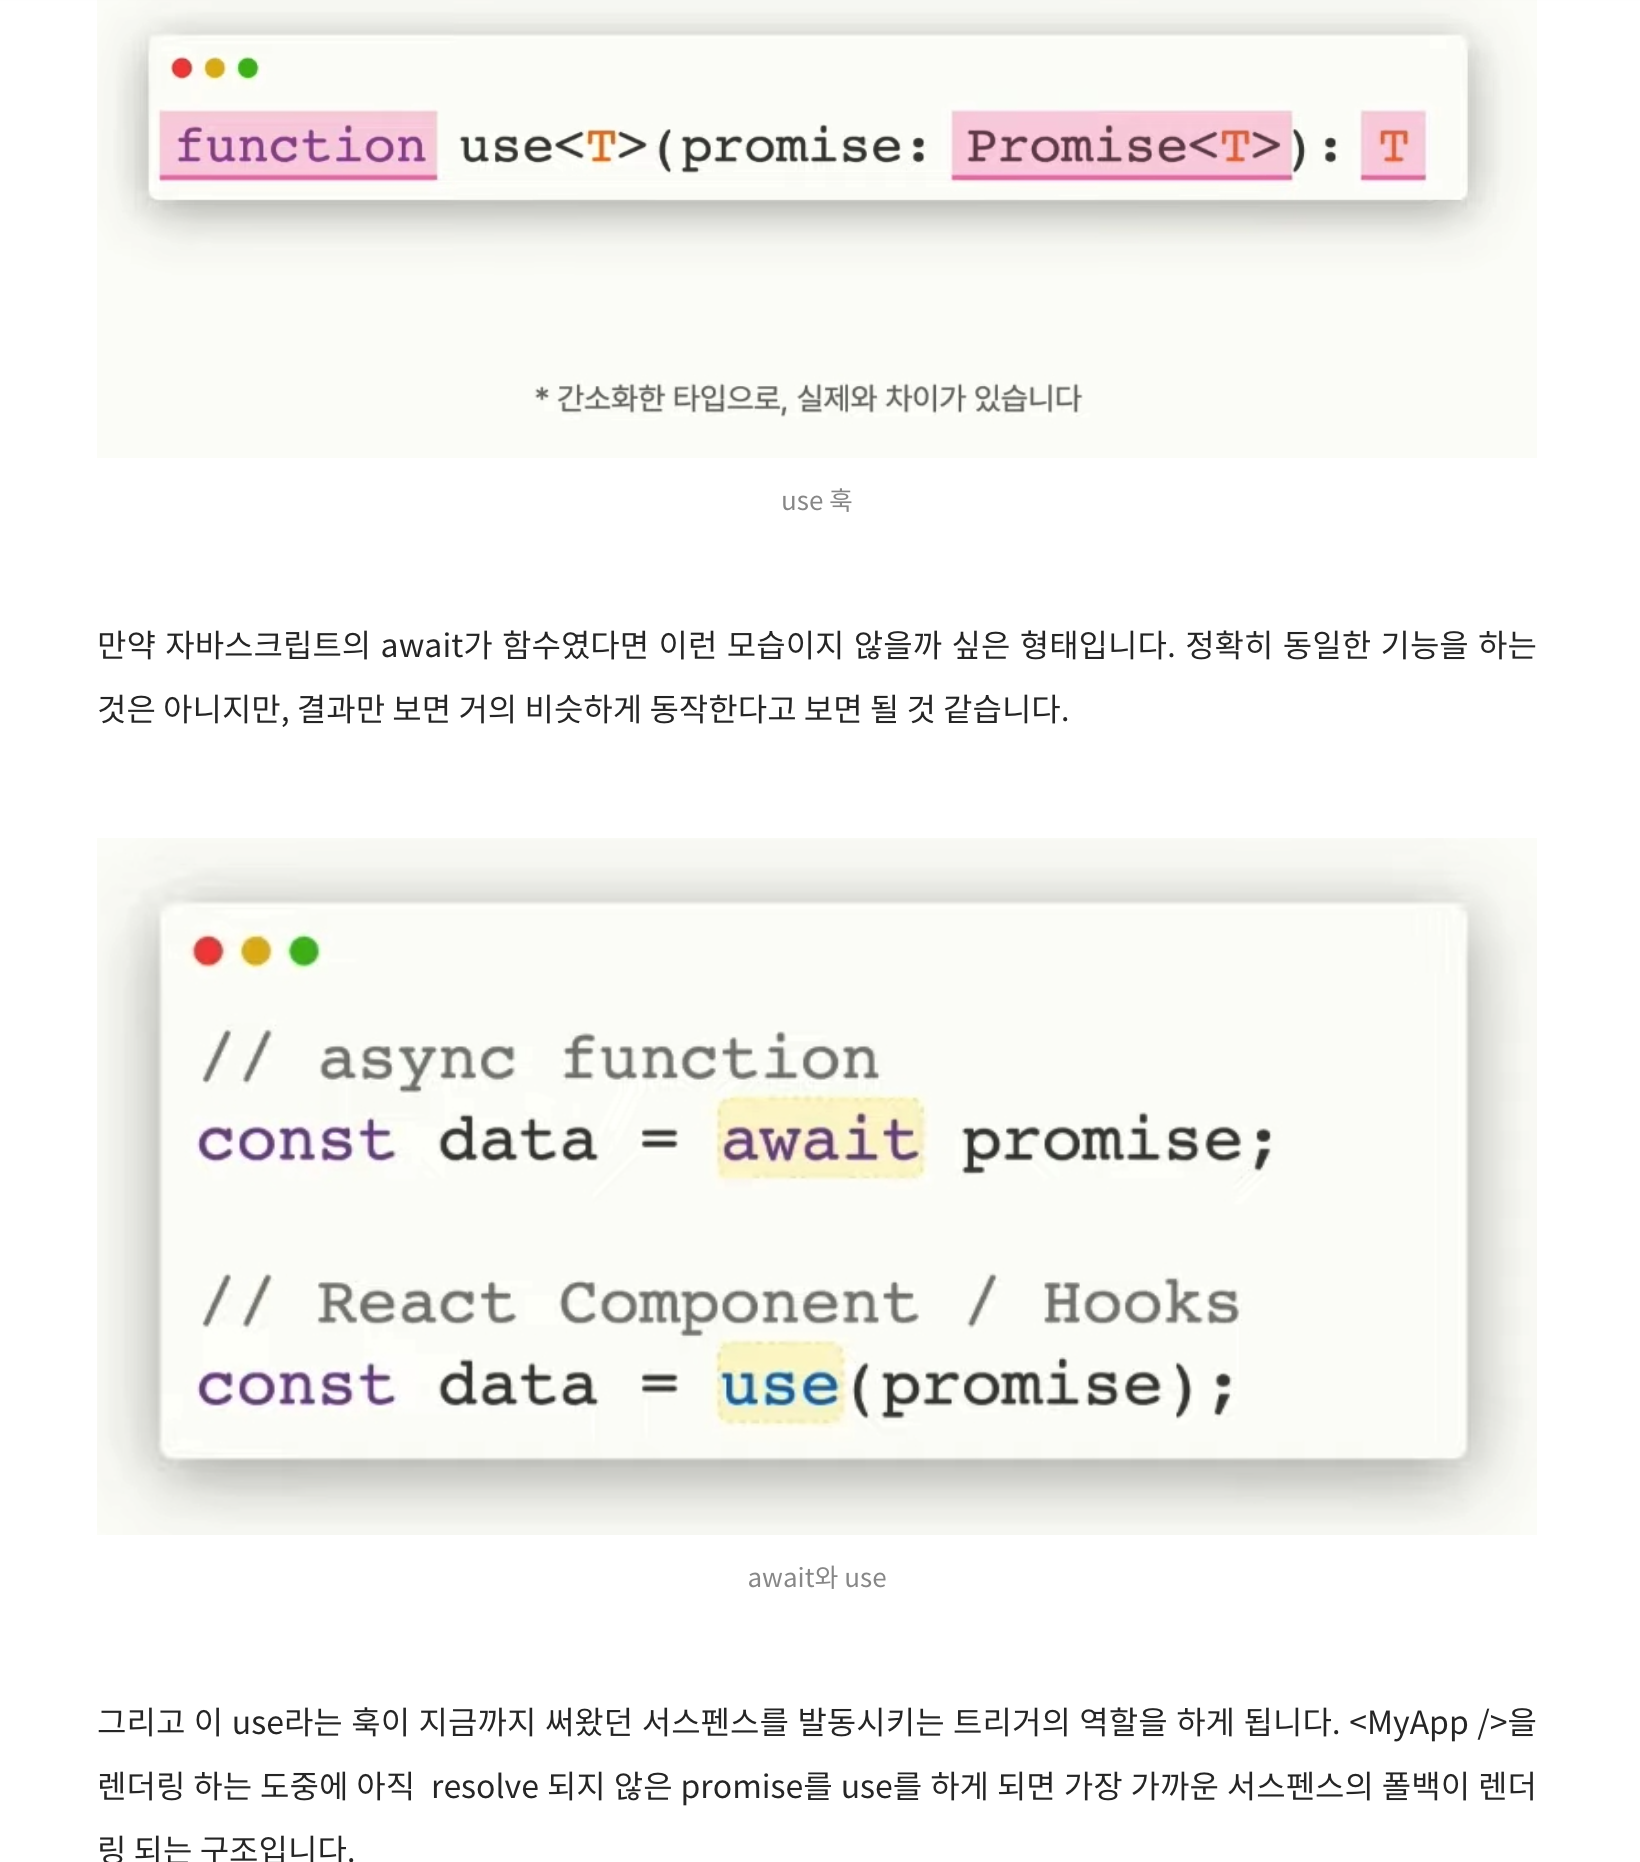 function use<T>(promise: Promise<T>): T
* 간소화한 타입으로, 실제와 차이가 있습니다
use 훅
만약 자바스크립트의 await가 함수였다면 이런 모습이지 않을까 싶은 형태입니다. 정확히 동일한 기능을 하는
것은 아니지만, 결과만 보면 거의 비슷하게 동작한다고 보면 될 것 같습니다.
// async function
const data = await promise;
// React Component / Hooks
const data = use(promise);
await와 use
그리고 이 use라는 훅이 지금까지 써왔던 서스펜스를 발동시키는 트리거의 역할을 하게 됩니다. <MyApp />을
렌더링 하는 도중에 아직  resolve 되지 않은 promise를 use를 하게 되면 가장 가까운 서스펜스의 폴백이 렌더
링 되는 구조입니다.